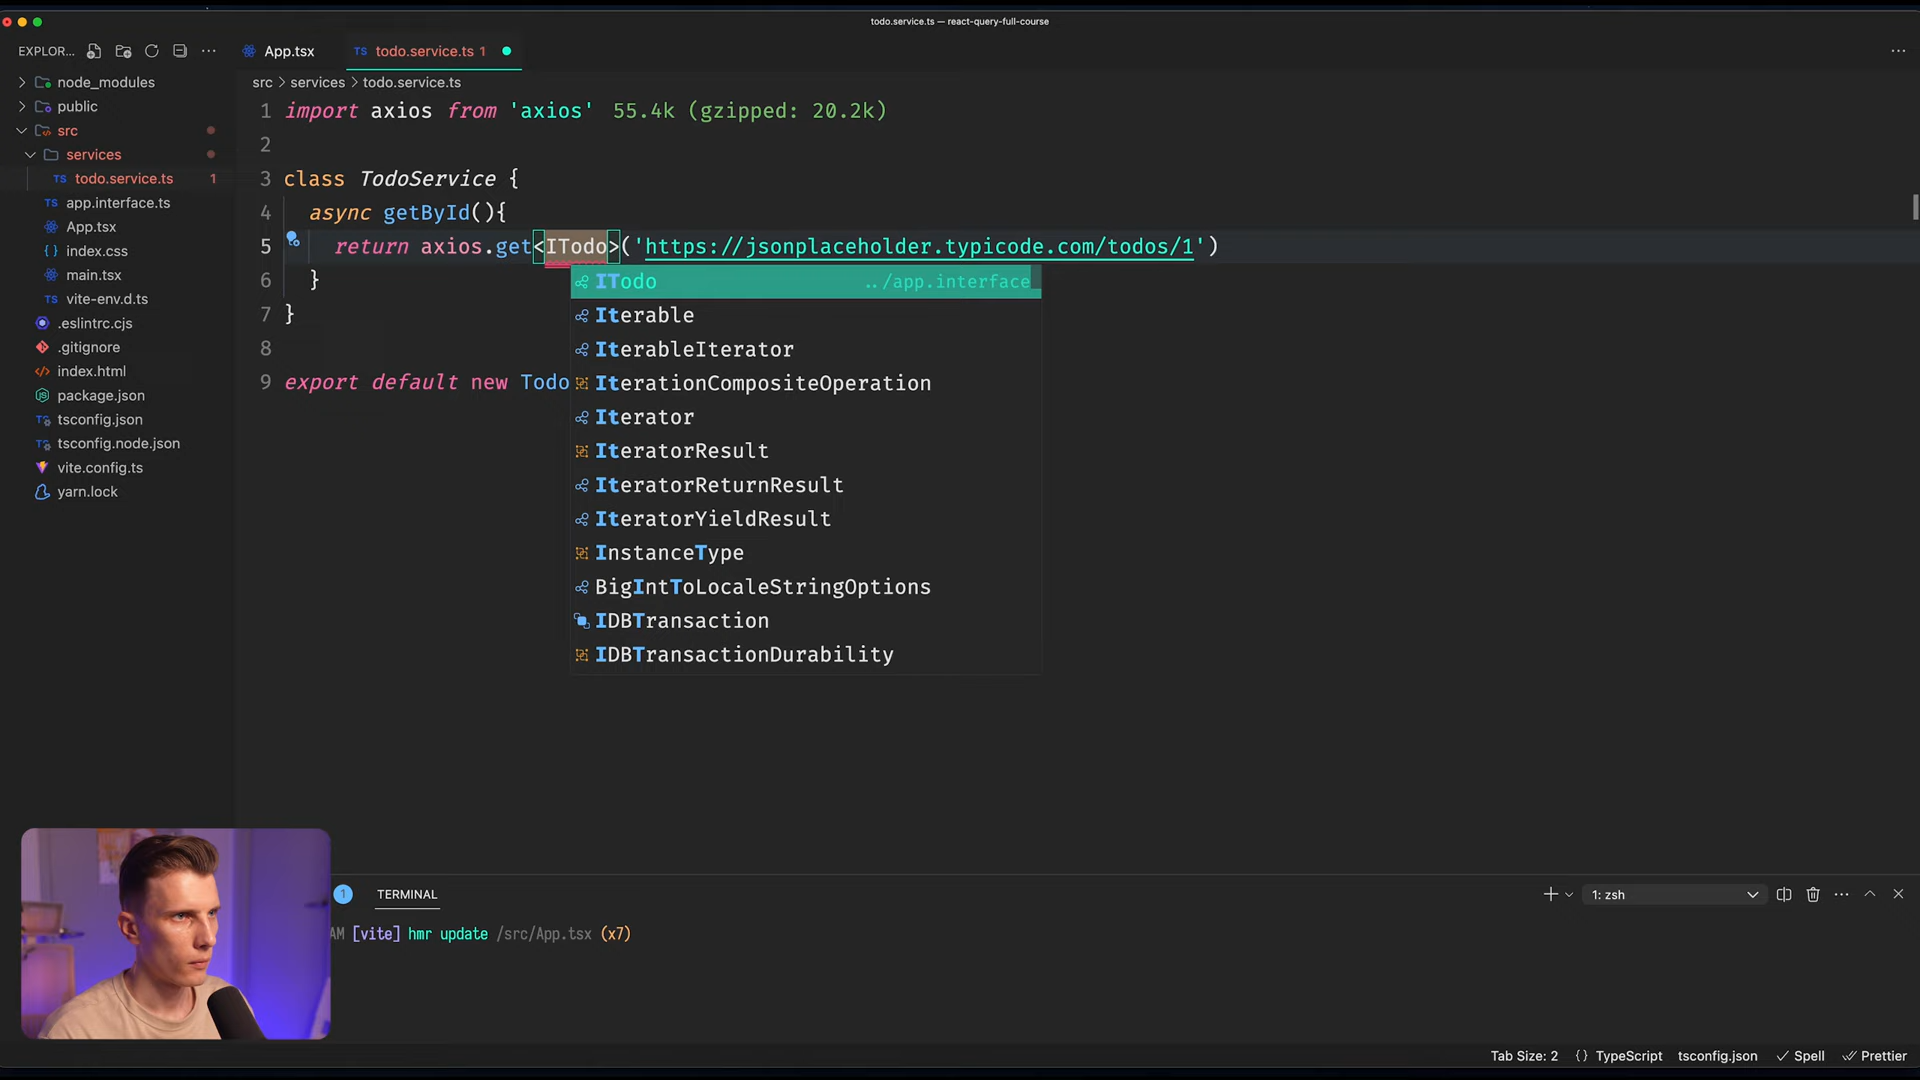 todo.service.ts — react-query-full-course
EXPLOR...
App.tsx
TS todo.service.ts 1
node_modules
public
src
services
TS todo.service.ts 1
TS app.interface.ts
App.tsx
{ } index.css
TS main.tsx
TS vite-env.d.ts
.eslintrc.cjs
.gitignore
index.html
package.json
tsconfig.json
tsconfig.node.json
vite.config.ts
yarn.lock
src > services > todo.service.ts
1 import axios from 'axios' 55.4k (gzipped: 20.2k)
2
3 class TodoService {
4 async getById(){
5 return axios.get<ITodo>('https://jsonplaceholder.typicode.com/todos/1')
6 }
7 }
8
9 export default new Todo
ITodo ../app.interface
Iterable
IterableIterator
IterationCompositeOperation
Iterator
IteratorResult
IteratorReturnResult
IteratorYieldResult
InstanceType
BigIntToLocaleStringOptions
IDBTransaction
IDBTransactionDurability
1 TERMINAL
1: zsh
AM [vite] hmr update /src/App.tsx (x7)
Tab Size: 2 {} TypeScript tsconfig.json Spell Prettier